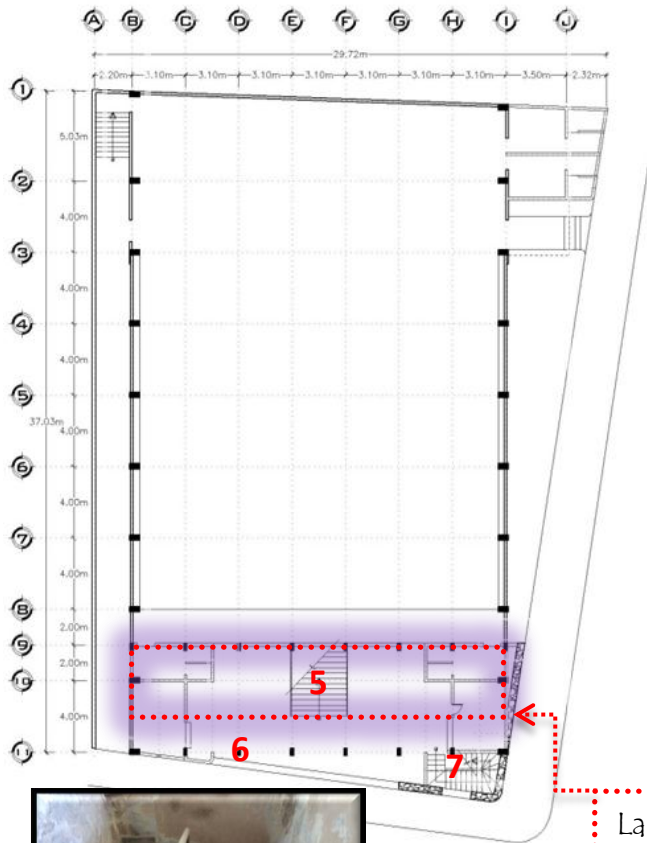 A B C D E F G H I J
29.72m
2.20m 3.10m 3.10m 3.10m 3.10m 3.10m 3.10m 3.10m 3.50m 2.32m
1
5.03m
2
4.00m
3
4.00m
4
4.00m
5
37.03m
4.00m
6
4.00m
7
4.00m
8
2.00m
9
2.00m
10
5
4.00m
11
6
7
La